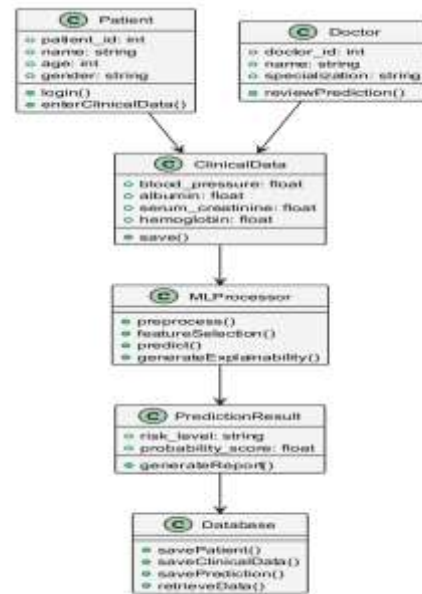 C Patient
patient_id: int
name: string
age: int
gender: string
login()
enterClinicalData()
C Doctor
doctor_id: int
name: string
specialization: string
reviewPrediction()
C ClinicalData
blood_pressure: float
albumin: float
serum_creatinine: float
hemoglobin: float
save()
C MLProcessor
preprocess()
featureSelection()
predict()
generateExplainability()
C PredictionResult
risk_level: string
probability_score: float
generateReport()
C Database
savePatient()
saveClinicalData()
savePrediction()
retrieveData()